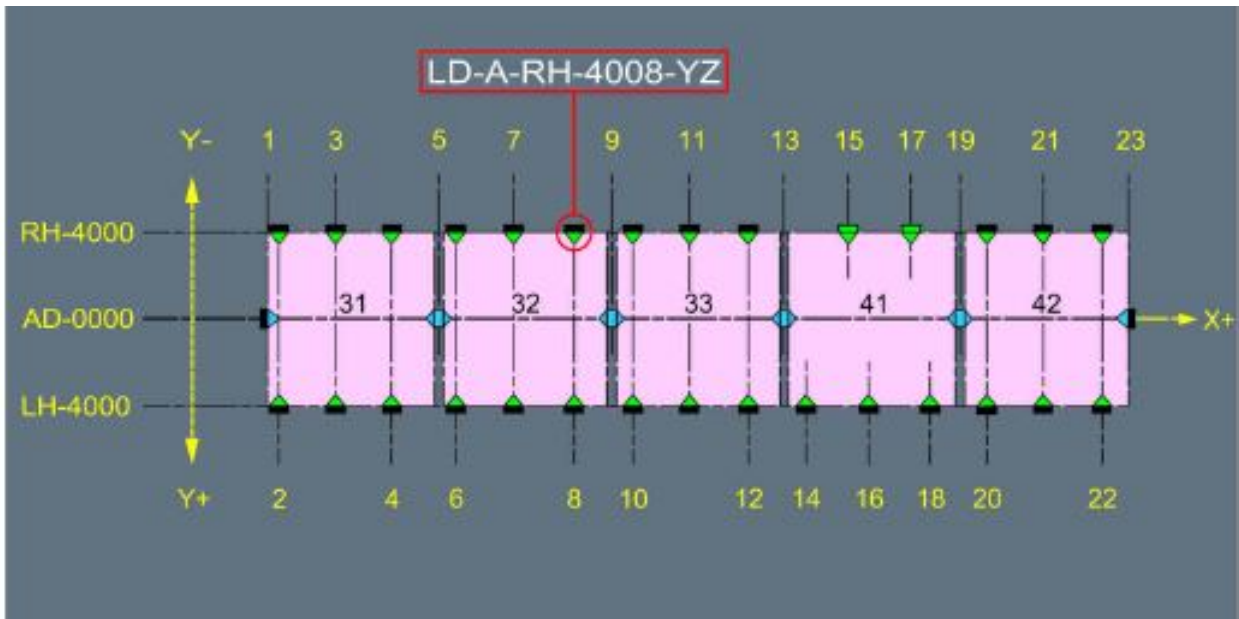 LD-A-RH-4008-YZ
Y- 1 3 5 7 9 11 13 15 17 19 21 23
RH-4000
31 32 33 41 42
AD-0000 X+
LH-4000
Y+ 2 4 6 8 10 12 14 16 18 20 22